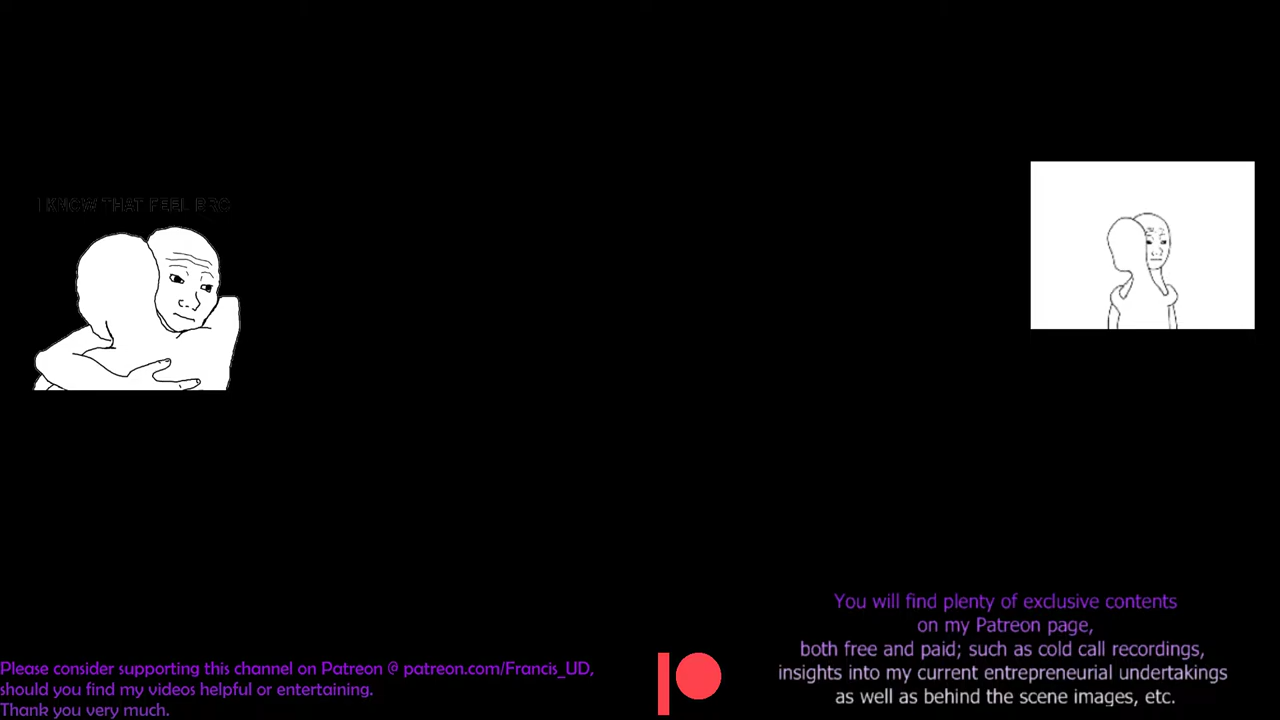 I KNOW THAT FEEL BRO
Please consider supporting this channel on Patreon @ patreon.com/Francis_UD,
should you find my videos helpful or entertaining.
Thank you very much.
You will find plenty of exclusive contents
on my Patreon page,
both free and paid; such as cold call recordings,
insights into my current entrepreneurial undertakings
as well as behind the scene images, etc.